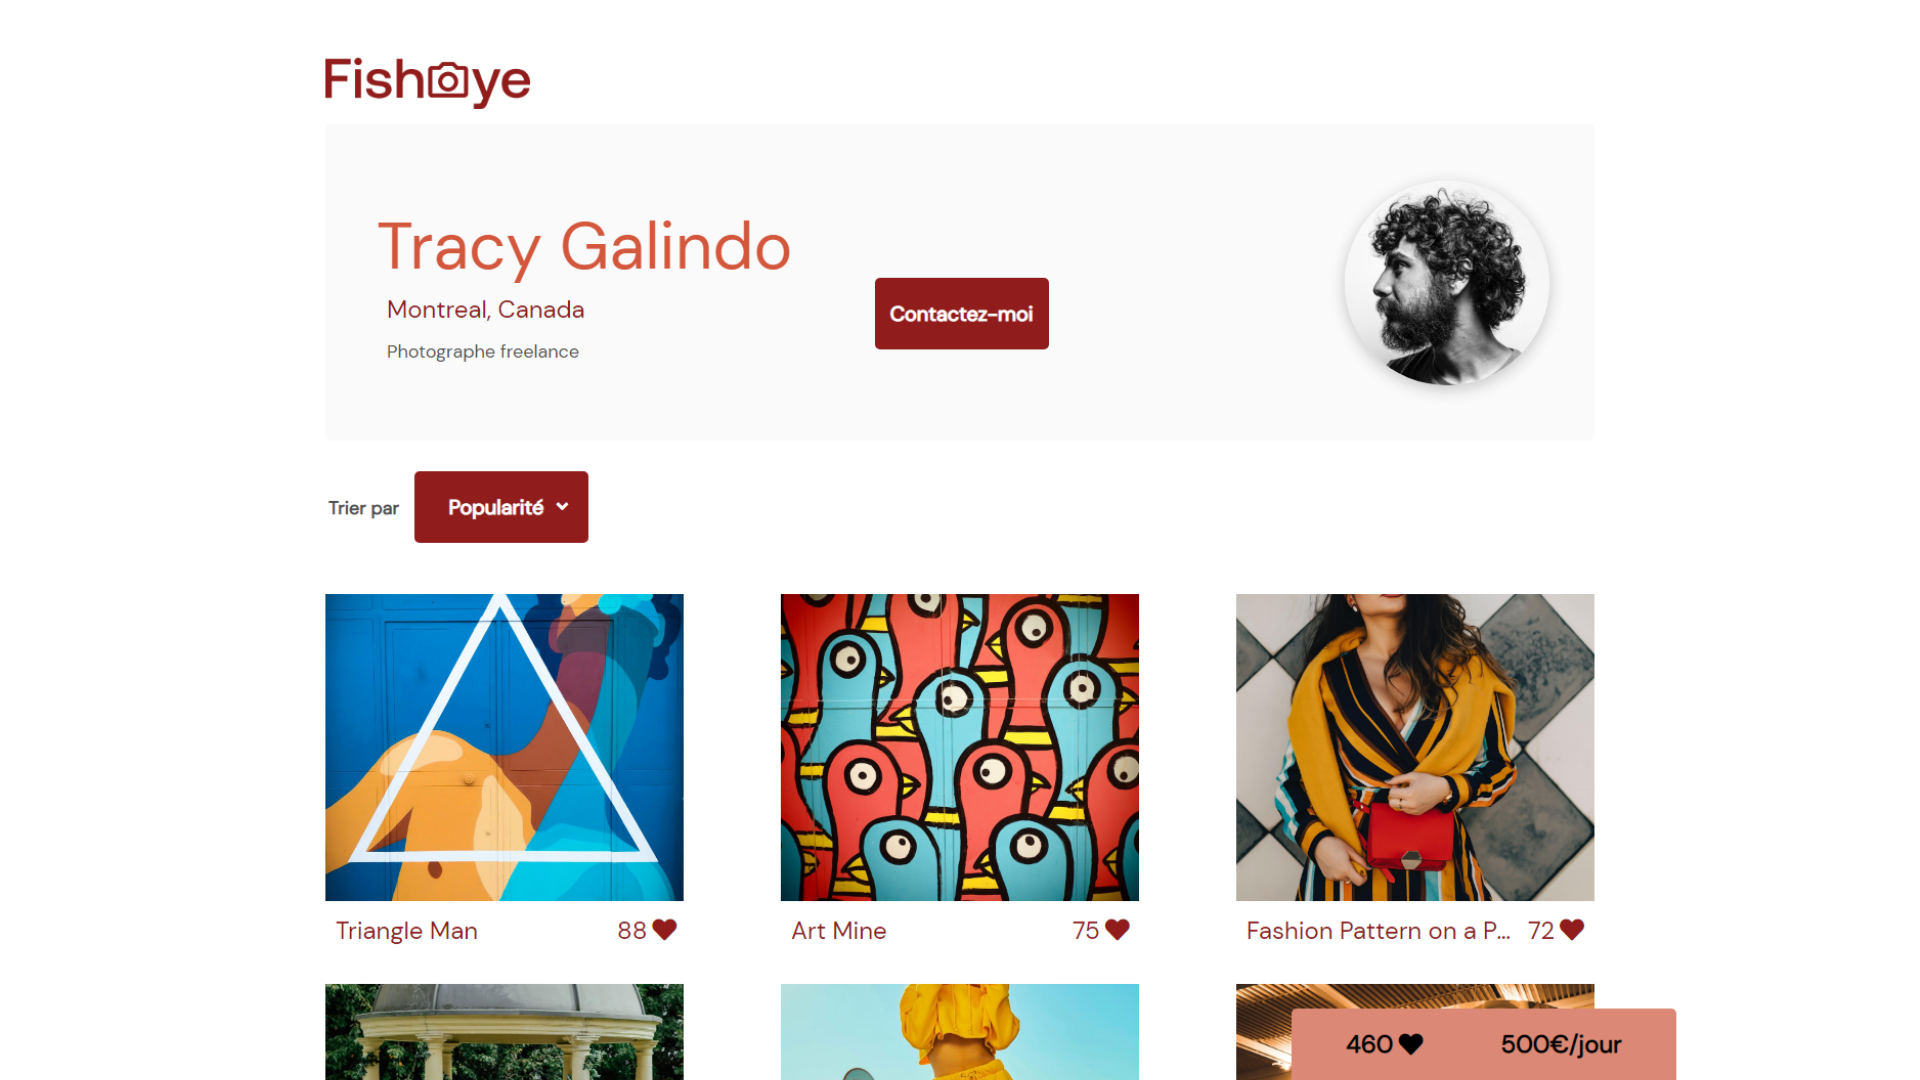 Fisheye
Tracy Galindo
Montreal, Canada
Photographe freelance
Contactez-moi
Trier par
Popularité
Triangle Man 88
Art Mine 75
Fashion Pattern on a P... 72
460 500€/jour